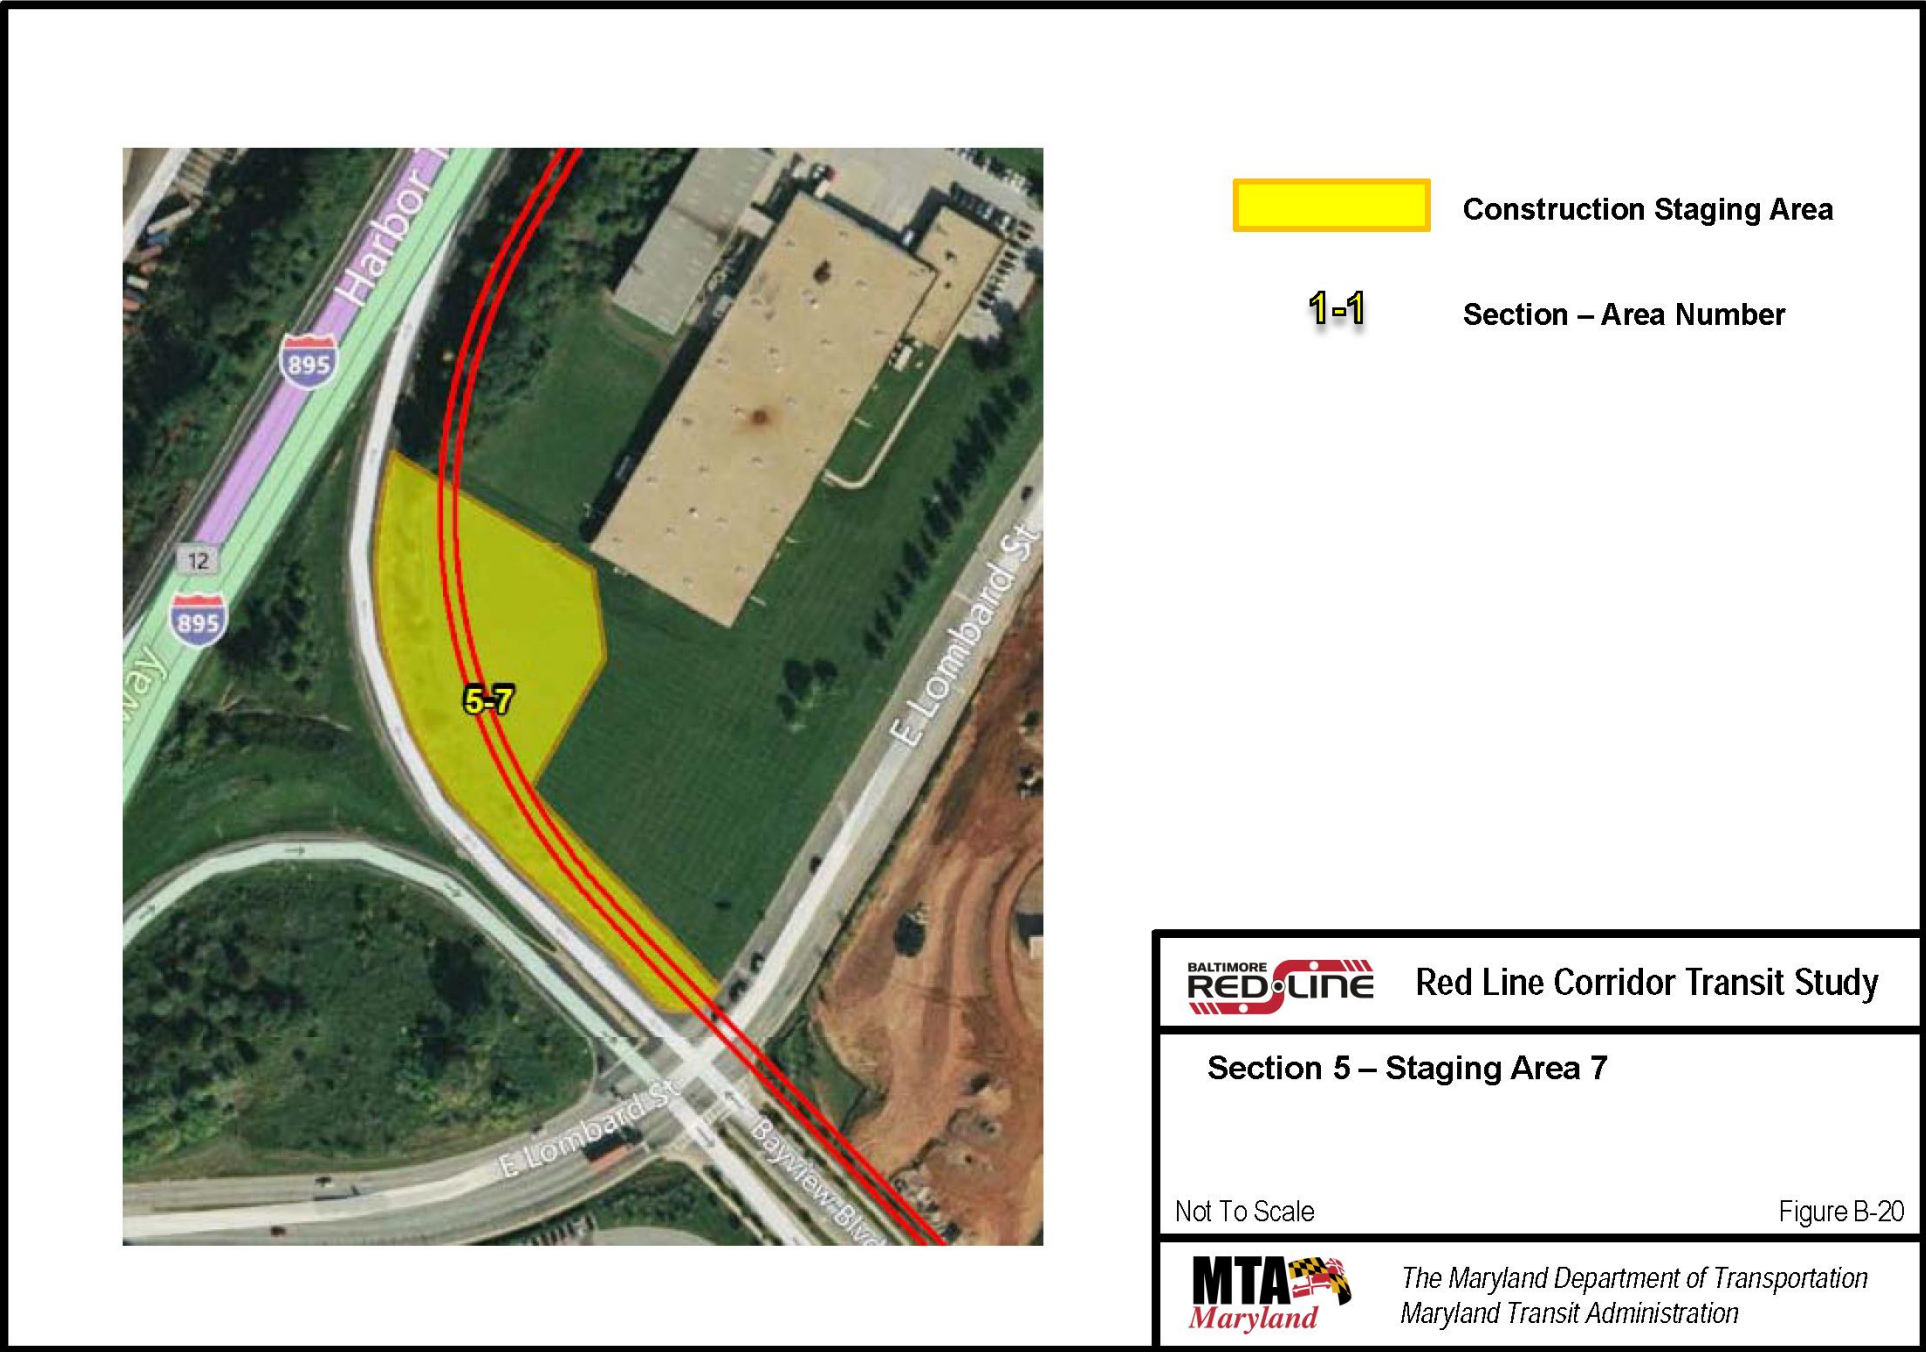 Harbor T
895
12
895
way
5-7
E Lombard St
E Lombard St
Bayview Blvd
Construction Staging Area
1-1
Section – Area Number
BALTIMORE
RED LINE
Red Line Corridor Transit Study
Section 5 – Staging Area 7
Not To Scale
Figure B-20
MTA
Maryland
The Maryland Department of Transportation
Maryland Transit Administration